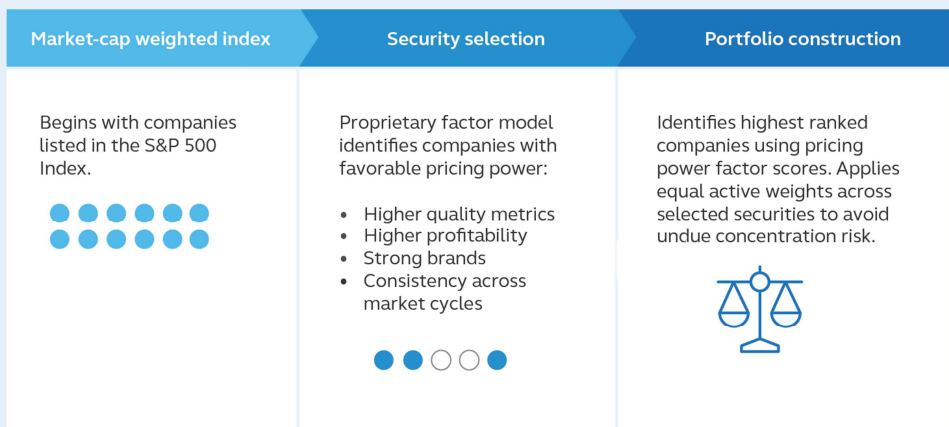 Market-cap weighted index
Security selection
Portfolio construction
Begins with companies
listed in the S&P 500
Index.
Proprietary factor model
identifies companies with
favorable pricing power:
• Higher quality metrics
• Higher profitability
• Strong brands
• Consistency across
market cycles
Identifies highest ranked
companies using pricing
power factor scores. Applies
equal active weights across
selected securities to avoid
undue concentration risk.